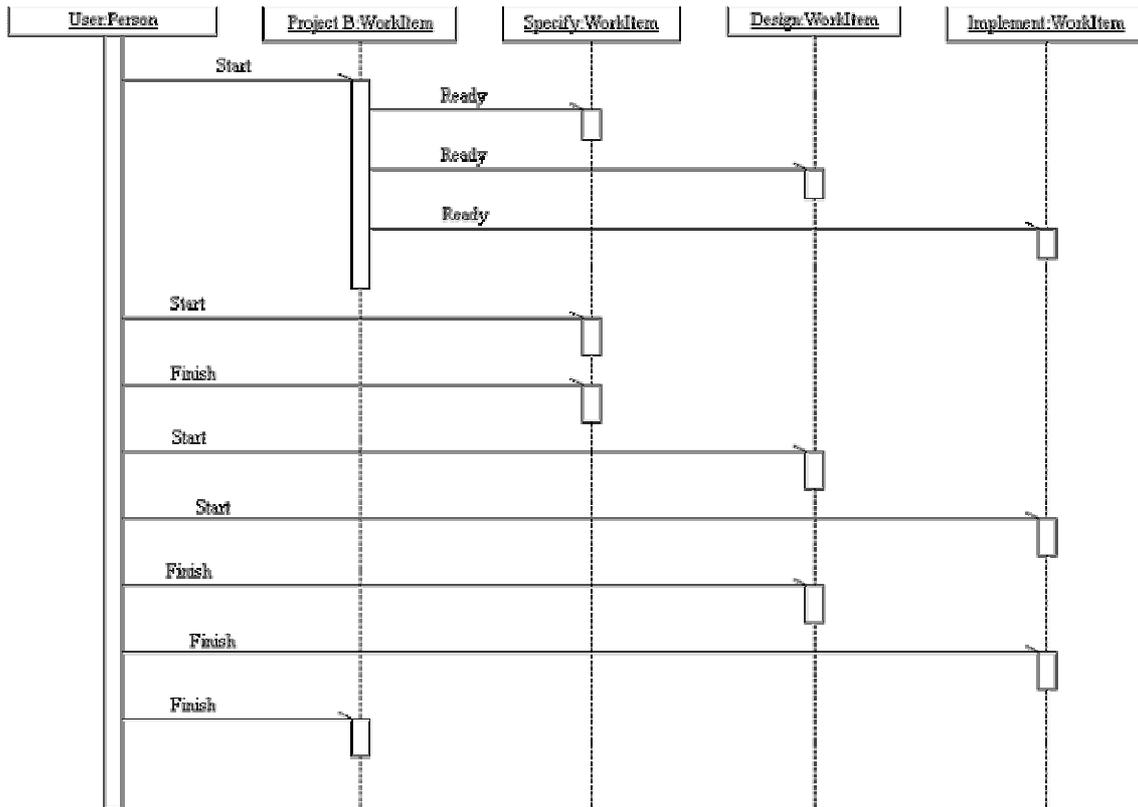 User:Person
Project B:WorkItem
Specify:WorkItem
Design:WorkItem
Implement:WorkItem
Start
Ready
Ready
Ready
Start
Finish
Start
Start
Finish
Finish
Finish